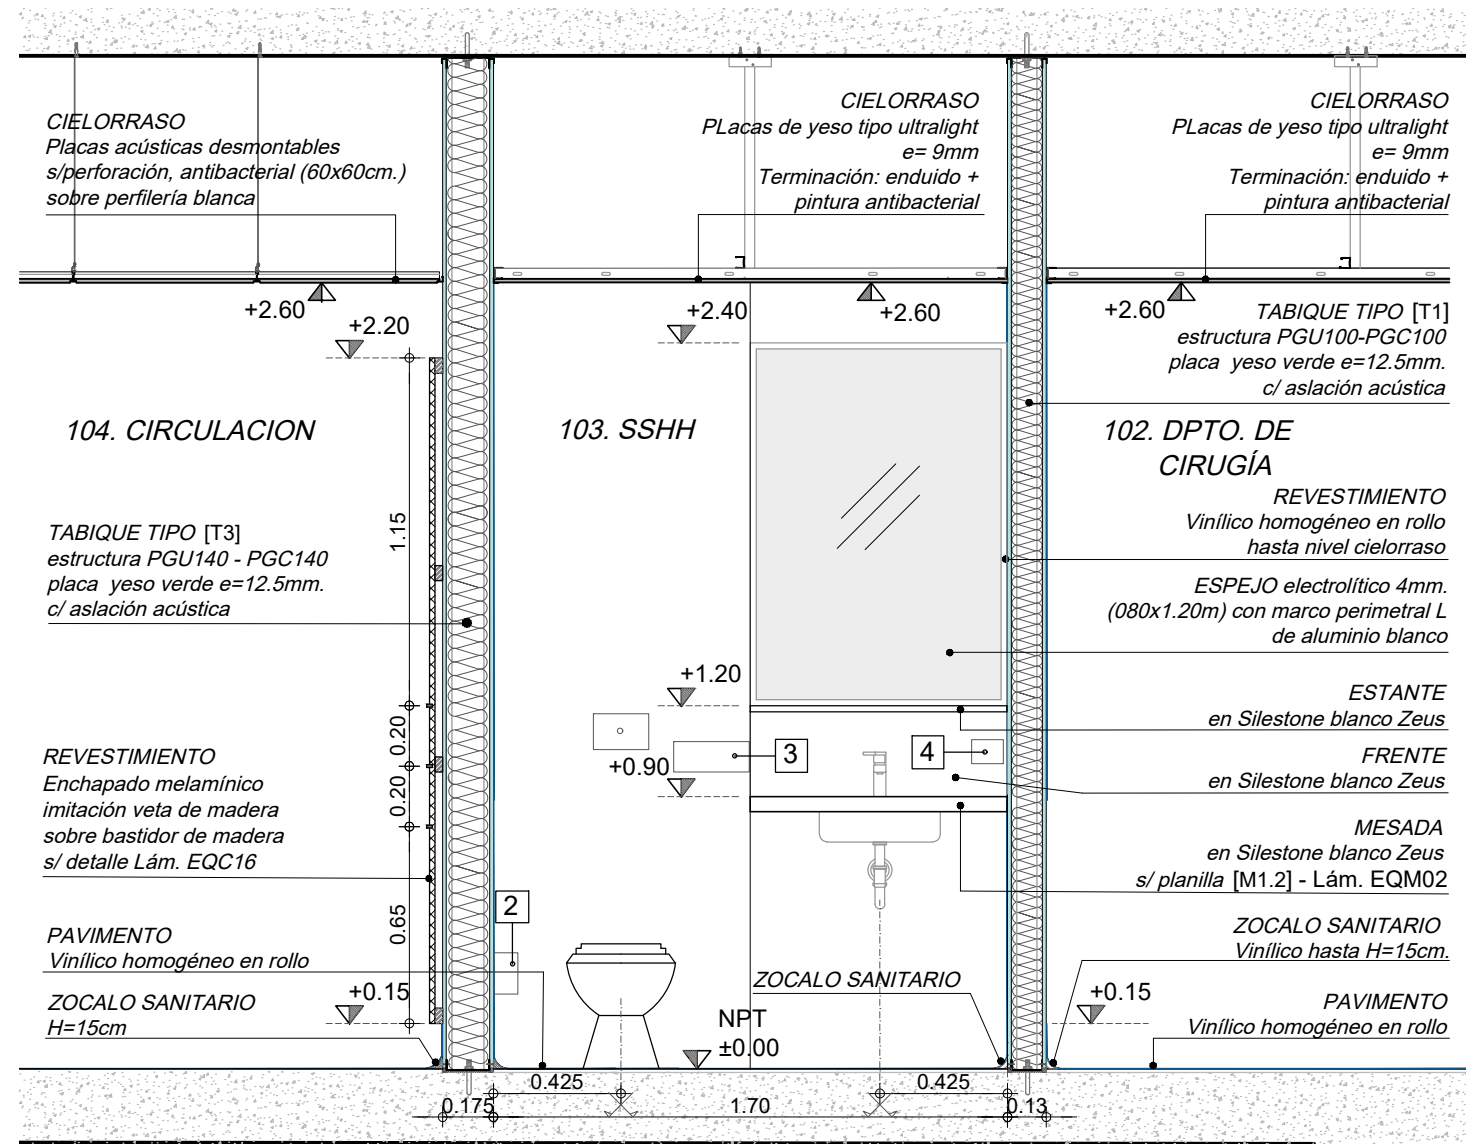 CIELORRASO
Placas acústicas desmontables
s/perforación, antibacterial (60x60cm.)
sobre perfilería blanca
CIELORRASO
PLacas de yeso tipo ultralight
e= 9mm
Terminación: enduido +
pintura antibacterial
CIELORRASO
PLacas de yeso tipo ultralight
e= 9mm
Terminación: enduido +
pintura antibacterial
+2.60
+2.20
+2.40
+2.60
+2.60
TABIQUE TIPO [T1]
estructura PGU100-PGC100
placa yeso verde e=12.5mm.
c/ aslación acústica
104. CIRCULACION
103. SSHH
102. DPTO. DE
CIRUGÍA
REVESTIMIENTO
Vinílico homogéneo en rollo
hasta nivel cielorraso
1.15
TABIQUE TIPO [T3]
estructura PGU140 - PGC140
placa yeso verde e=12.5mm.
c/ aslación acústica
ESPEJO electrolítico 4mm.
(080x1.20m) con marco perimetral L
de aluminio blanco
+1.20
ESTANTE
en Silestone blanco Zeus
0.20
3
4
+0.90
FRENTE
en Silestone blanco Zeus
REVESTIMIENTO
Enchapado melamínico
imitación veta de madera
sobre bastidor de madera
s/ detalle Lám. EQC16
0.20
MESADA
en Silestone blanco Zeus
s/ planilla [M1.2] - Lám. EQM02
0.65
2
PAVIMENTO
Vinílico homogéneo en rollo
ZOCALO SANITARIO
H=15cm
+0.15
ZOCALO SANITARIO
NPT
±0.00
ZOCALO SANITARIO
Vinílico hasta H=15cm.
+0.15
PAVIMENTO
Vinílico homogéneo en rollo
0.425
0.425
0.175
1.70
0.13